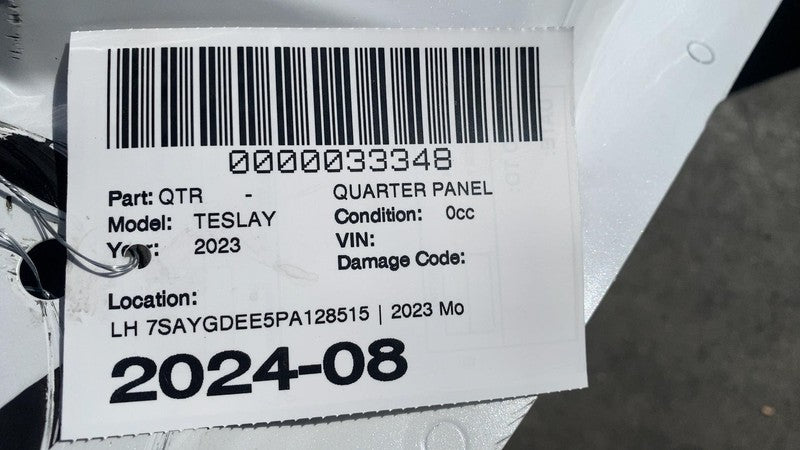 0000033348
Part: QTR - QUARTER PANEL
Model: TESLAY Condition: 0cc
Year: 2023 VIN:
Damage Code:
Location:
LH 7SAYGDEE5PA128515 | 2023 Mo
2024-08